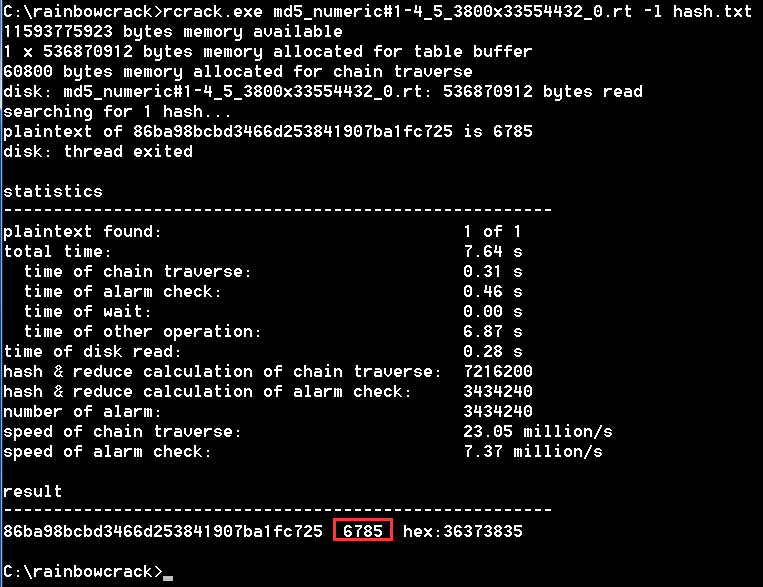 C:\rainbowcrack>rcrack.exe md5_numeric#1-4_5_3800x33554432_0.rt -l hash.txt
11593775923 bytes memory available
1 x 536870912 bytes memory allocated for table buffer
60800 bytes memory allocated for chain traverse
disk: md5_numeric#1-4_5_3800x33554432_0.rt: 536870912 bytes read
searching for 1 hash...
plaintext of 86ba98bcbd3466d253841907ba1fc725 is 6785
disk: thread exited
statistics
-------------------------------------------------------
plaintext found: 1 of 1
total time: 7.64 s
time of chain traverse: 0.31 s
time of alarm check: 0.46 s
time of wait: 0.00 s
time of other operation: 6.87 s
time of disk read: 0.28 s
hash & reduce calculation of chain traverse: 7216200
hash & reduce calculation of alarm check: 3434240
number of alarm: 3434240
speed of chain traverse: 23.05 million/s
speed of alarm check: 7.37 million/s
result
-------------------------------------------------------
86ba98bcbd3466d253841907ba1fc725 6785 hex:36373835
C:\rainbowcrack>_